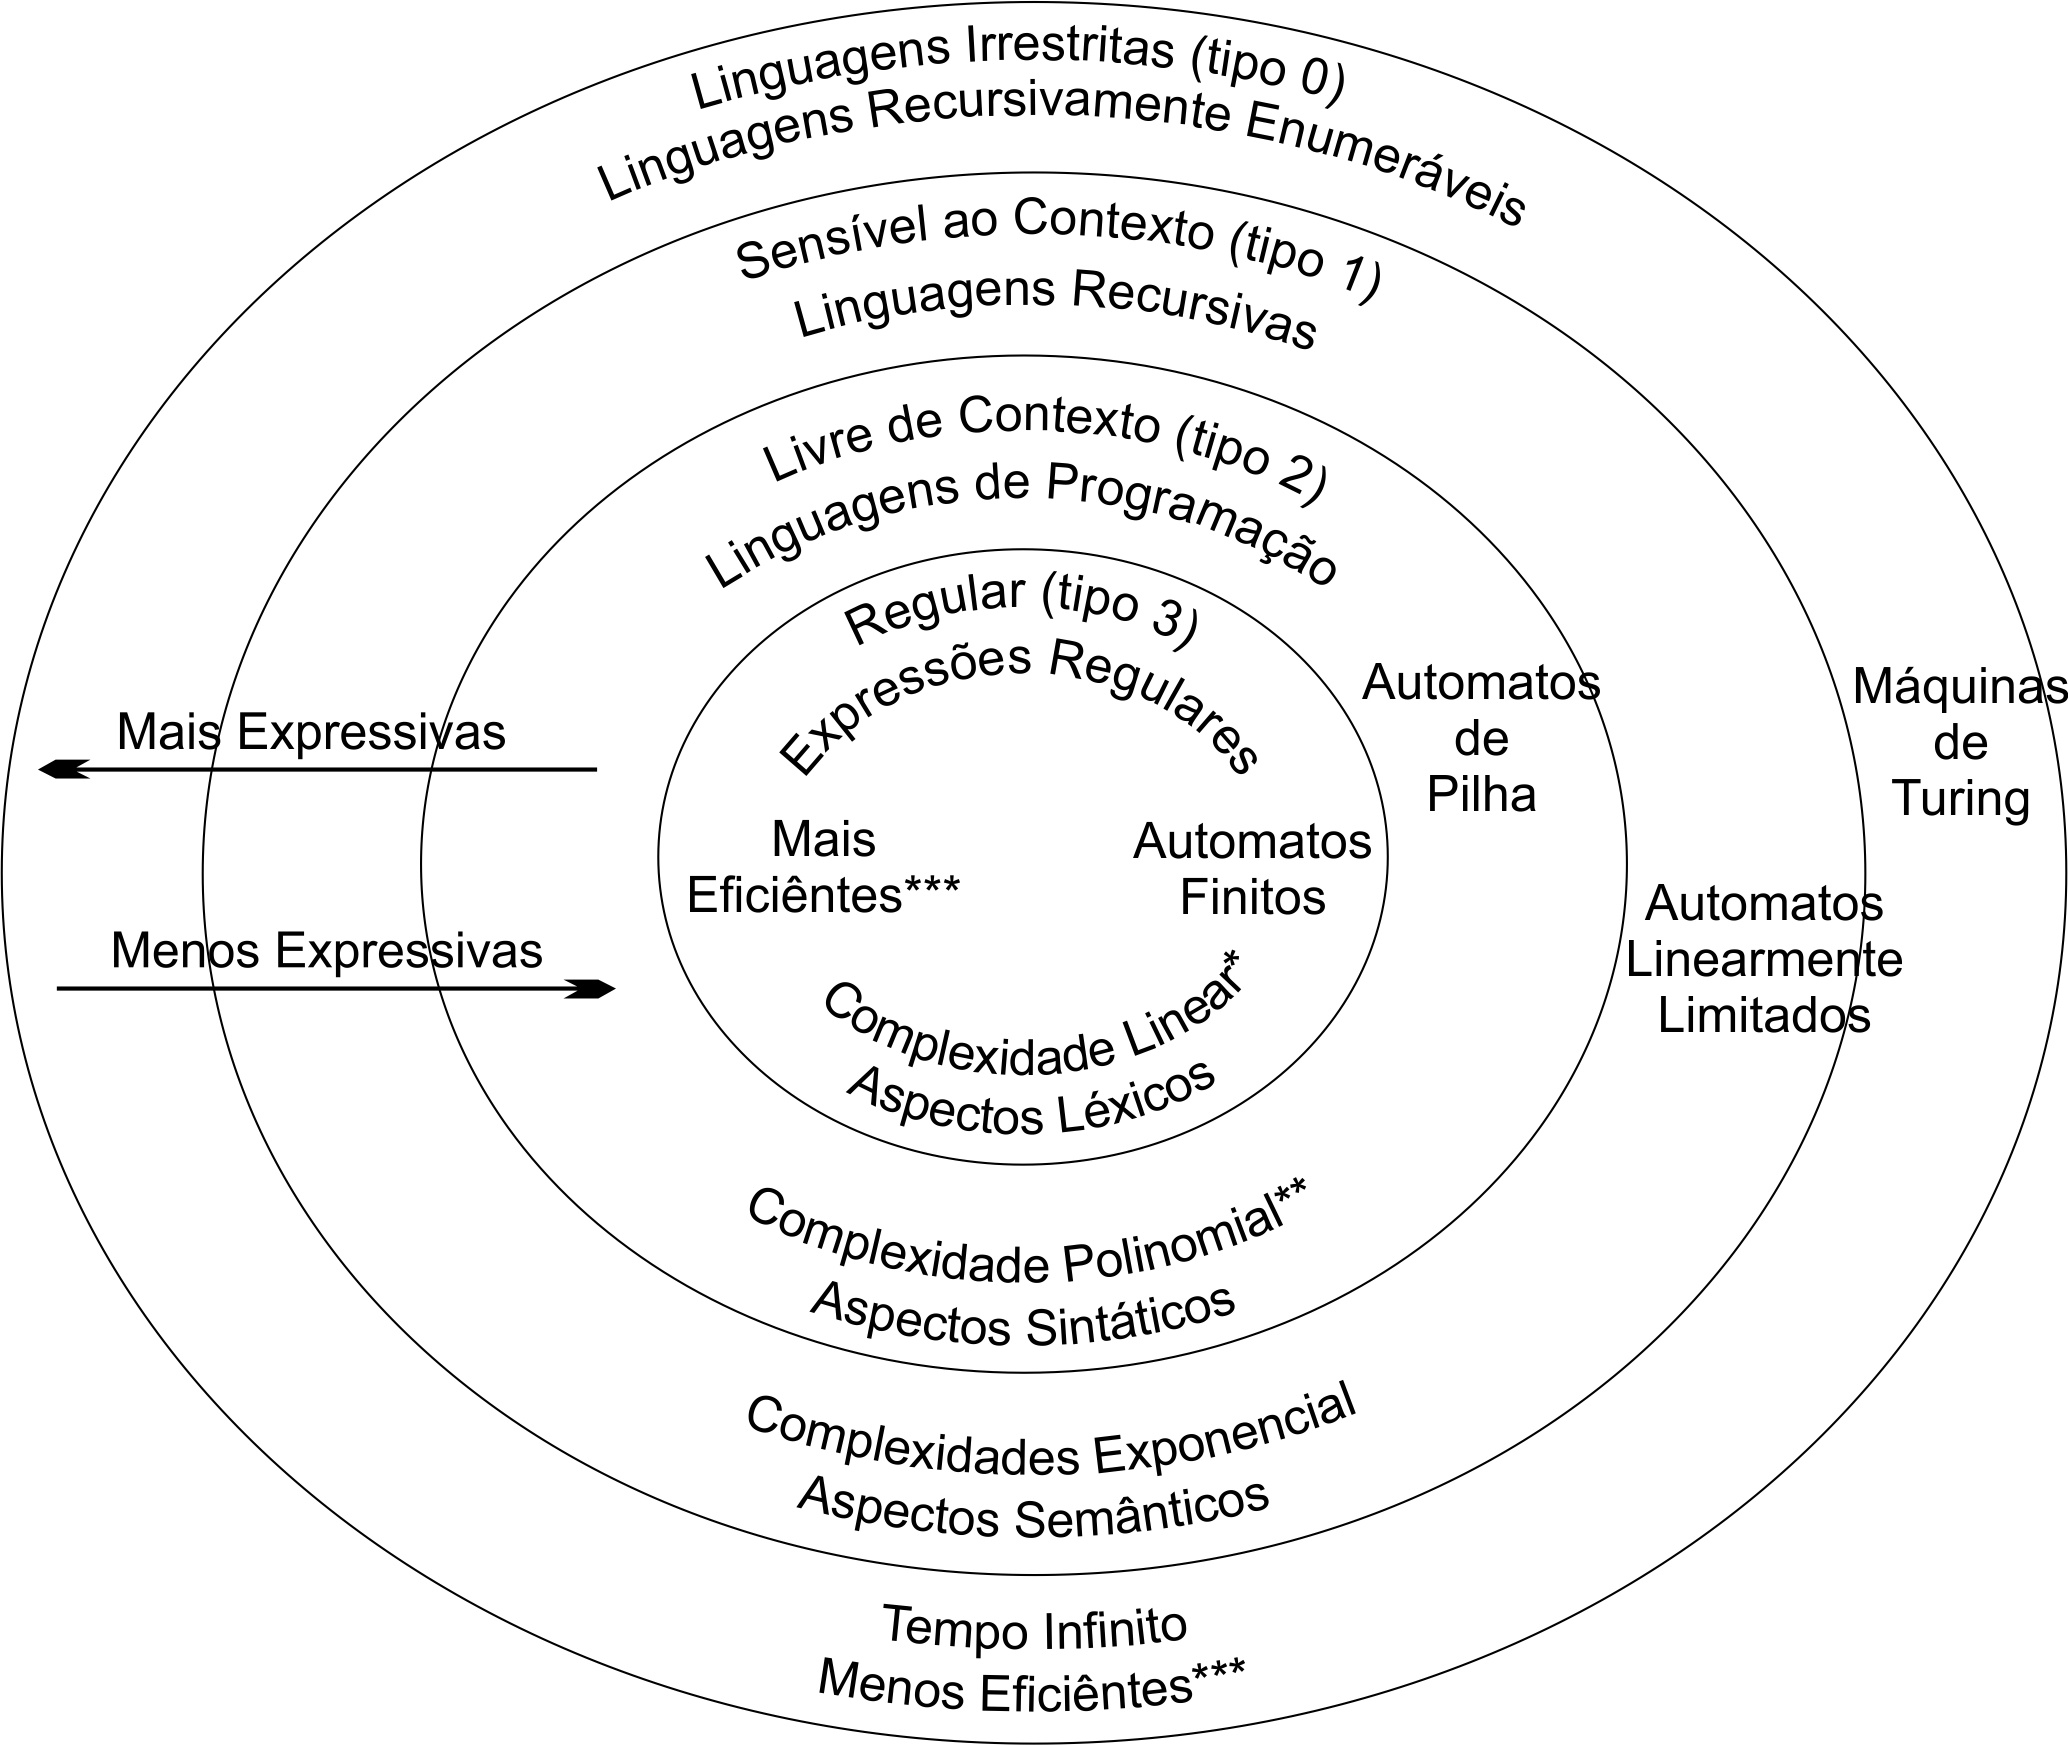 Linguagens Irrestritas (tipo 0)
Linguagens Recursivamente Enumeráveis
Sensível ao Contexto (tipo 1)
Linguagens Recursivas
Livre de Contexto (tipo 2)
Linguagens de Programação
Regular (tipo 3)
Expressões Regulares
Mais Expressivas
Menos Expressivas
Mais
Eficiêntes***
Automatos
Finitos
Automatos
de
Pilha
Automatos
Linearmente
Limitados
Máquinas
de
Turing
Complexidade Linear*
Aspectos Léxicos
Complexidade Polinomial**
Aspectos Sintáticos
Complexidades Exponencial
Aspectos Semânticos
Tempo Infinito
Menos Eficiêntes***